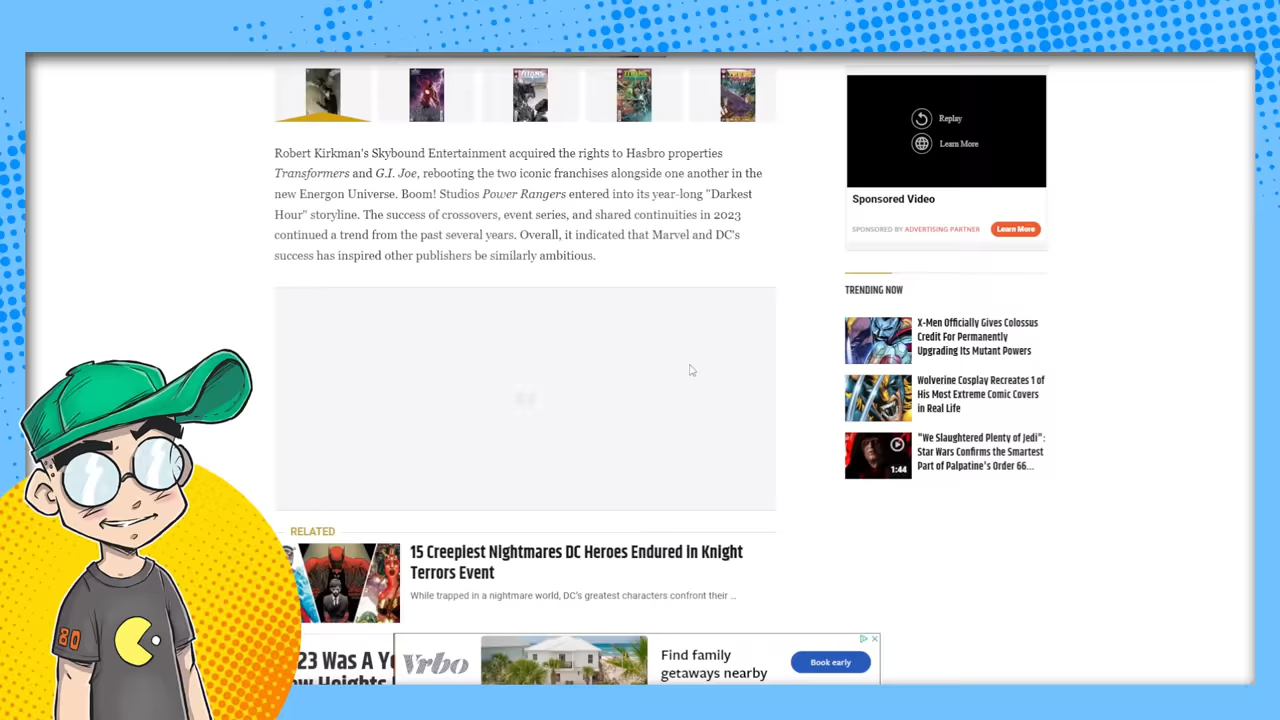 Robert Kirkman's Skybound Entertainment acquired the rights to Hasbro properties
Transformers and G.I. Joe, rebooting the two iconic franchises alongside one another in the
new Energon Universe. Boom! Studios Power Rangers entered into its year-long "Darkest
Hour" storyline. The success of crossovers, event series, and shared continuities in 2023
continued a trend from the past several years. Overall, it indicated that Marvel and DC's
success has inspired other publishers be similarly ambitious.
RELATED
15 Creepiest Nightmares DC Heroes Endured in Knight
Terrors Event
While trapped in a nightmare world, DC's greatest characters confront their ...
23 Was A Ye
Vrbo
Find family
getaways nearby
Book early
Replay
Learn More
Sponsored Video
SPONSORED BY ADVERTISING PARTNER
Learn More
TRENDING NOW
X-Men Officially Gives Colossus
Credit For Permanently
Upgrading Its Mutant Powers
Wolverine Cosplay Recreates 1 of
His Most Extreme Comic Covers
in Real Life
1:44
"We Slaughtered Plenty of Jedi":
Star Wars Confirms the Smartest
Part of Palpatine's Order 66...
80